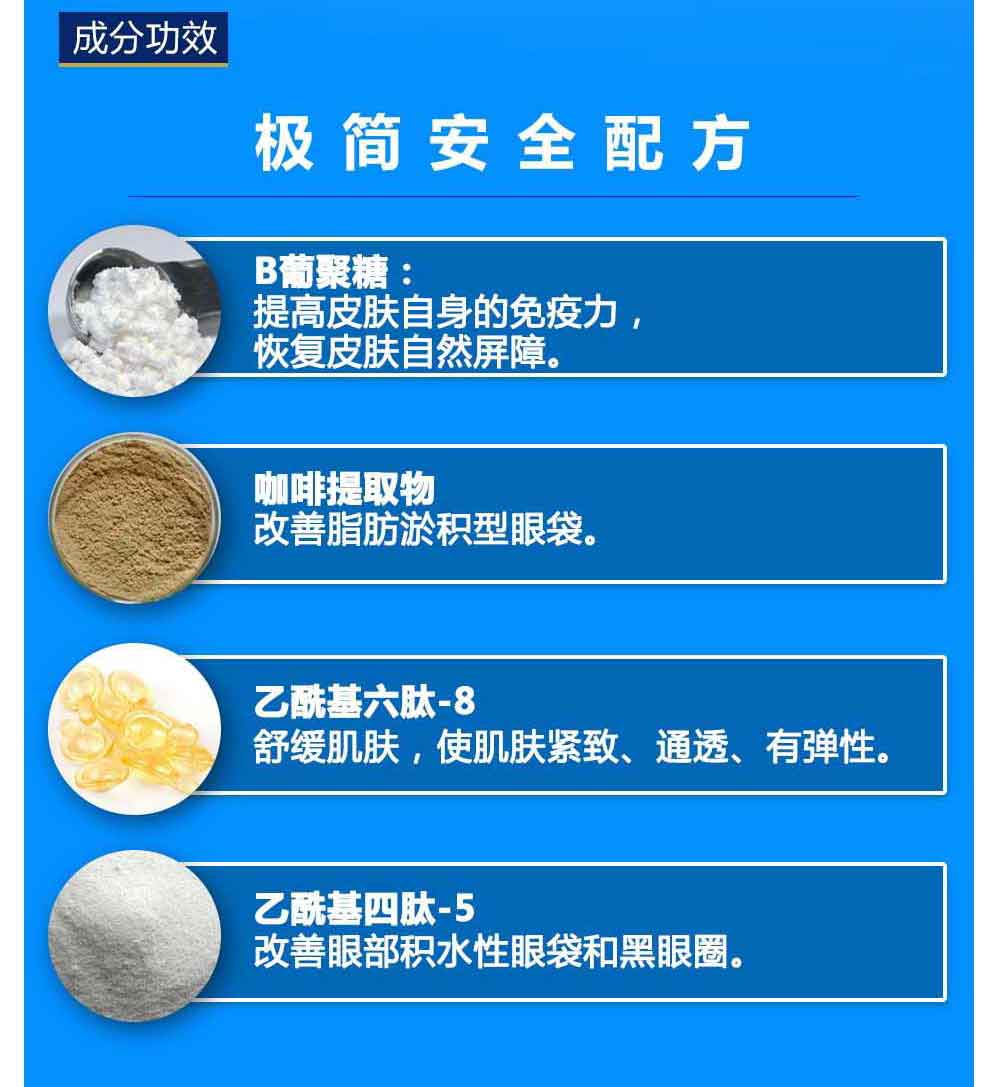 成分功效
极简安全配方
B葡聚糖：
提高皮肤自身的免疫力，
恢复皮肤自然屏障。
咖啡提取物
改善脂肪淤积型眼袋。
乙酰基六肽-8
舒缓肌肤，使肌肤紧致、通透、有弹性。
乙酰基四肽-5
改善眼部积水性眼袋和黑眼圈。